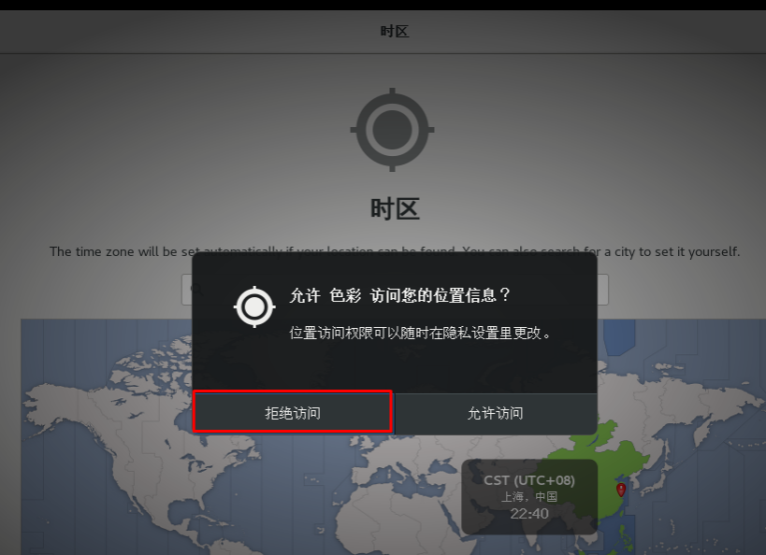 时区
时区
The time zone will be set automatically if your location can be found. You can also search for a city to set it yourself.
允许 色彩 访问您的位置信息？
位置访问权限可以随时在隐私设置里更改。
拒绝访问
允许访问
CST (UTC+08)
上海，中国
22:40